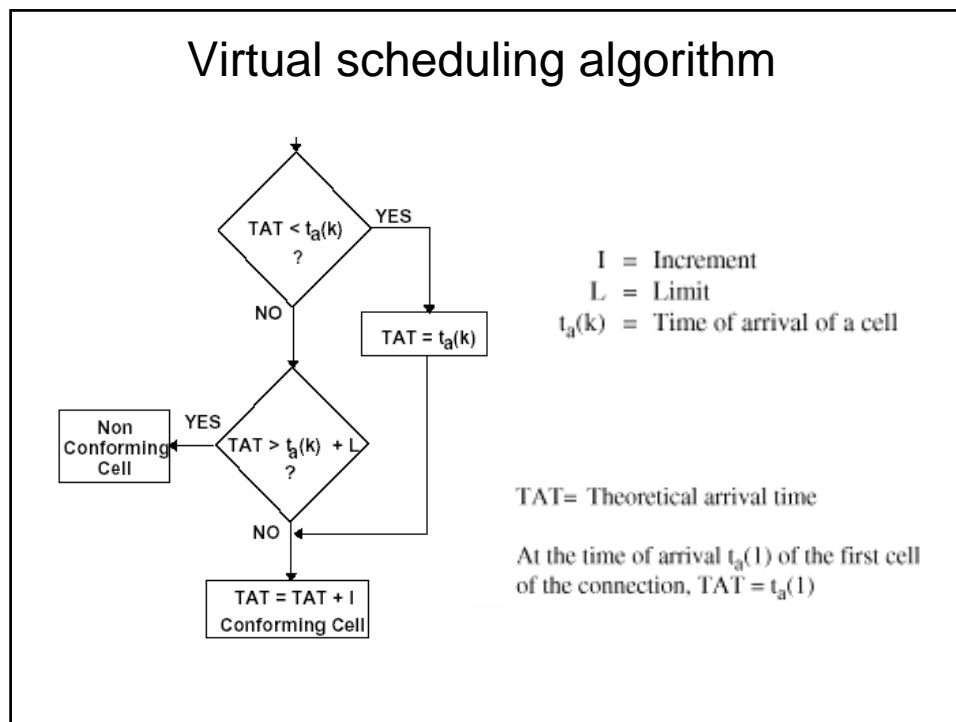 Virtual scheduling algorithm
TAT < ta(k)
?
YES
NO
TAT = ta(k)
I = Increment
L = Limit
ta(k) = Time of arrival of a cell
Non
Conforming
Cell
YES
TAT > ta(k) + L
?
NO
TAT = TAT + I
Conforming Cell
TAT= Theoretical arrival time
At the time of arrival ta(1) of the first cell
of the connection, TAT = ta(1)